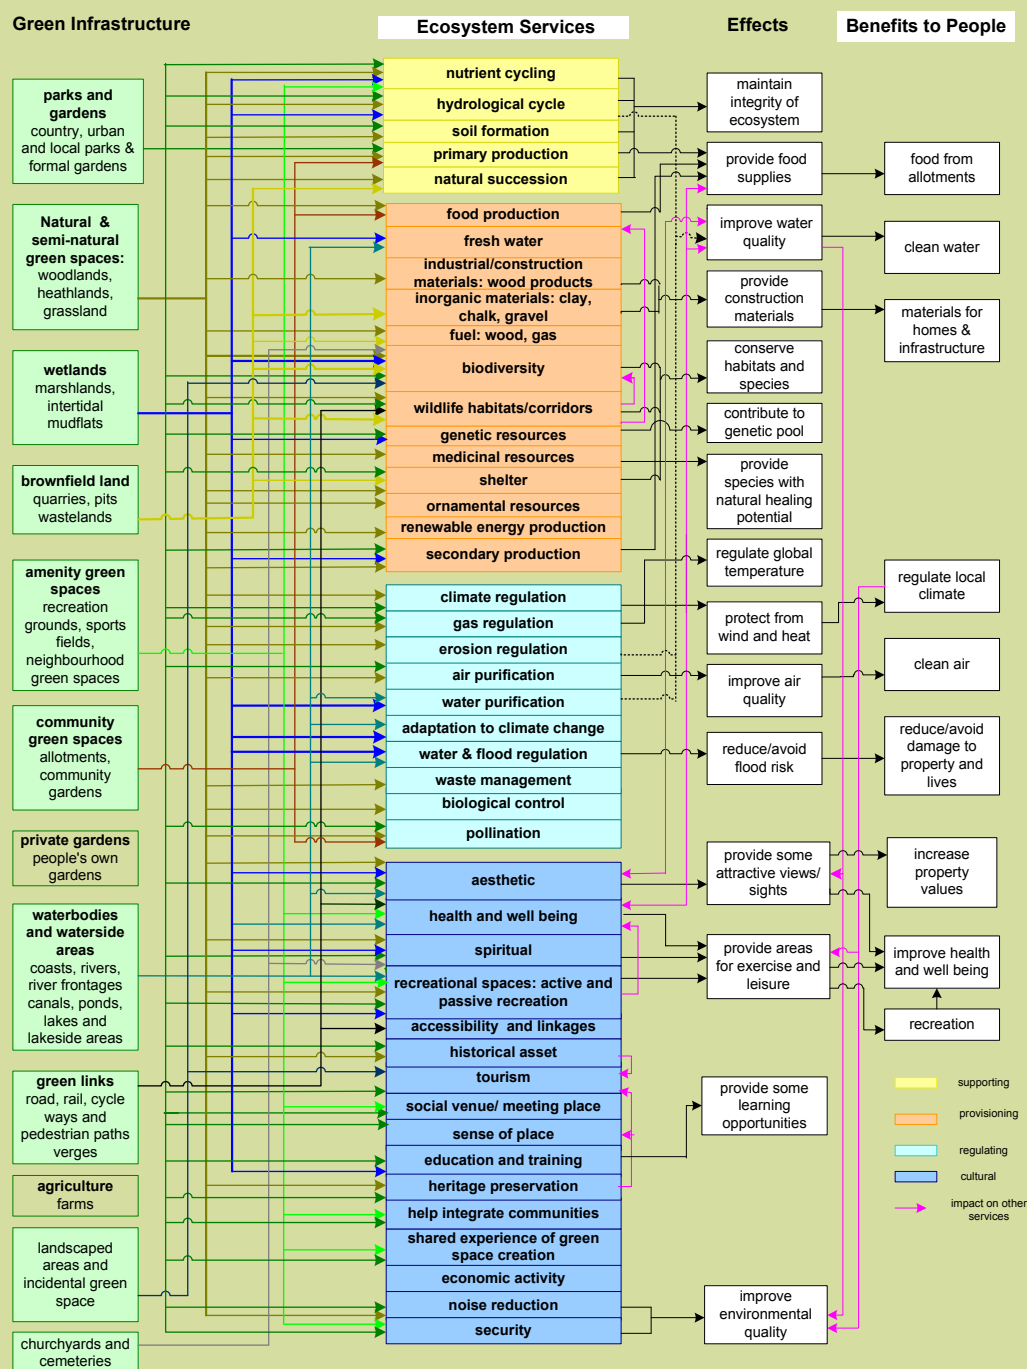 Green Infrastructure
Ecosystem Services
Effects
Benefits to People
parks and
gardens
country, urban
and local parks &
formal gardens
Natural &
semi-natural
green spaces:
woodlands,
heathlands,
grassland
wetlands
marshlands,
intertidal
mudflats
brownfield land
quarries, pits
wastelands
amenity green
spaces
recreation
grounds, sports
fields,
neighbourhood
green spaces
community
green spaces
allotments,
community
gardens
private gardens
people's own
gardens
waterbodies
and waterside
areas
coasts, rivers,
river frontages
canals, ponds,
lakes and
lakeside areas
green links
road, rail, cycle
ways and
pedestrian paths
verges
agriculture
farms
landscaped
areas and
incidental green
space
churchyards and
cemeteries
nutrient cycling
hydrological cycle
soil formation
primary production
natural succession
food production
fresh water
industrial/construction
materials: wood products
inorganic materials: clay,
chalk, gravel
fuel: wood, gas
biodiversity
wildlife habitats/corridors
genetic resources
medicinal resources
shelter
ornamental resources
renewable energy production
secondary production
climate regulation
gas regulation
erosion regulation
air purification
water purification
adaptation to climate change
water & flood regulation
waste management
biological control
pollination
aesthetic
health and well being
spiritual
recreational spaces: active and
passive recreation
accessibility and linkages
historical asset
tourism
social venue/ meeting place
sense of place
education and training
heritage preservation
help integrate communities
shared experience of green
space creation
economic activity
noise reduction
security
maintain
integrity of
ecosystem
provide food
supplies
improve water
quality
provide
construction
materials
conserve
habitats and
species
contribute to
genetic pool
provide
species with
natural healing
potential
regulate global
temperature
protect from
wind and heat
improve air
quality
reduce/avoid
flood risk
provide some
attractive views/
sights
provide areas
for exercise and
leisure
provide some
learning
opportunities
improve
environmental
quality
food from
allotments
clean water
materials for
homes &
infrastructure
regulate local
climate
clean air
reduce/avoid
damage to
property and
lives
increase
property
values
improve health
and well being
recreation
supporting
provisioning
regulating
cultural
impact on other
services